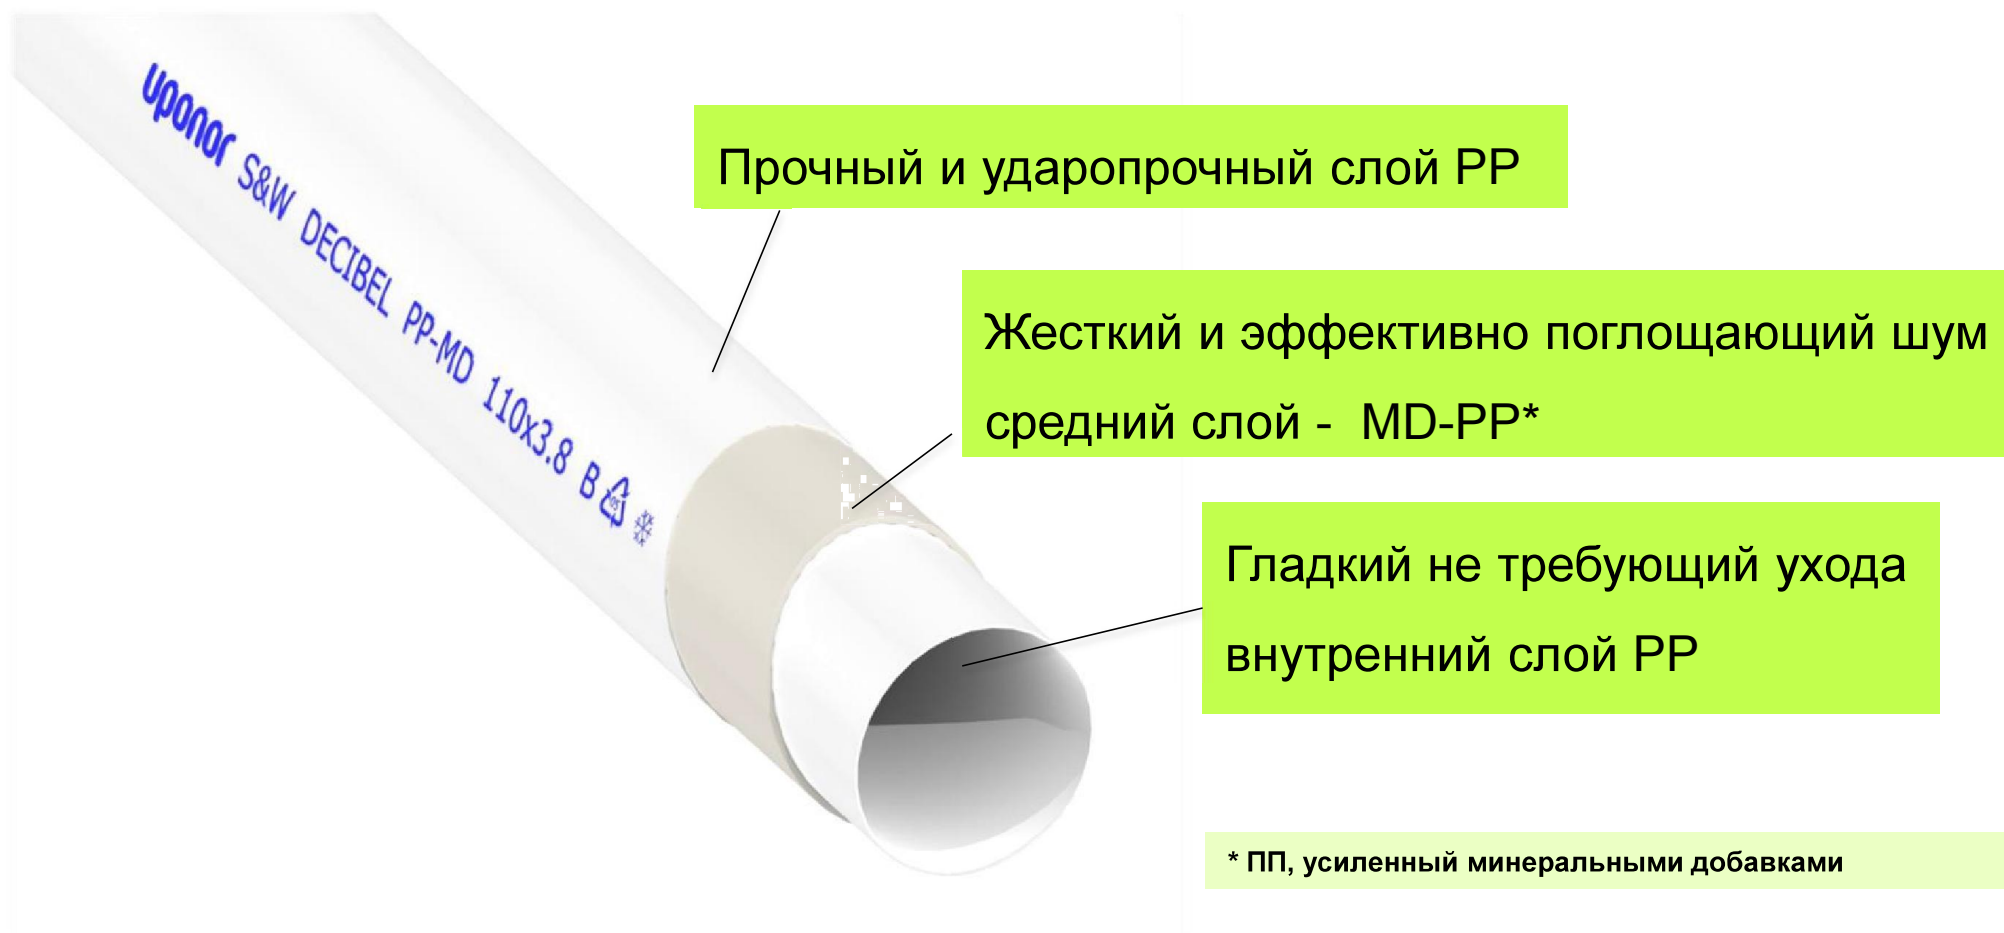 uponor S&W DECIBEL PP-MD 110x3.8 B
Прочный и ударопрочный слой PP
Жесткий и эффективно поглощающий шум
средний слой - MD-PP*
Гладкий не требующий ухода
внутренний слой PP
* ПП, усиленный минеральными добавками